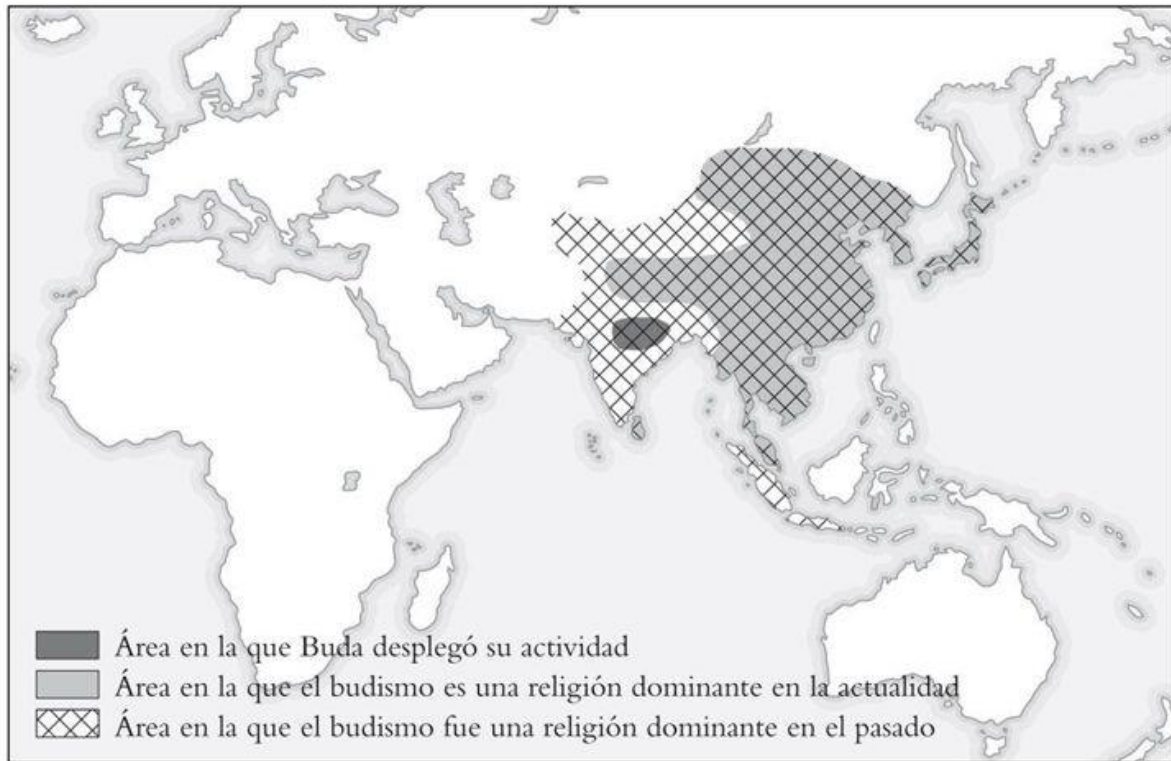 Área en la que Buda desplegó su actividad
Área en la que el budismo es una religión dominante en la actualidad
Área en la que el budismo fue una religión dominante en el pasado